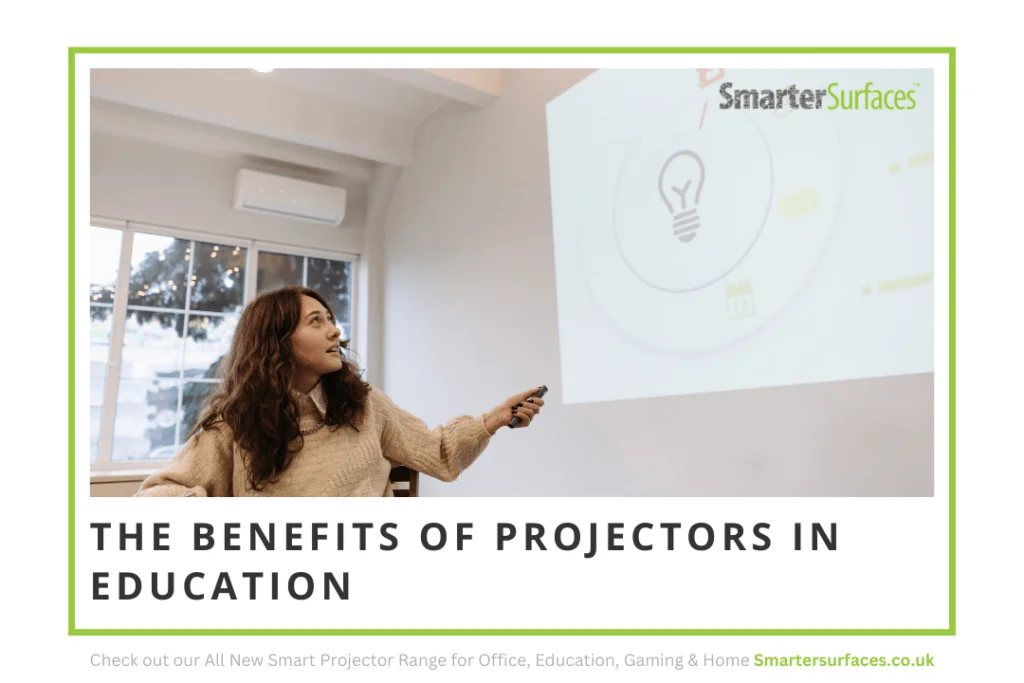 SmarterSurfaces™
17
THE BENEFITS OF PROJECTORS IN
EDUCATION
Check out our All New Smart Projector Range for Office, Education, Gaming & Home Smartersurfaces.co.uk